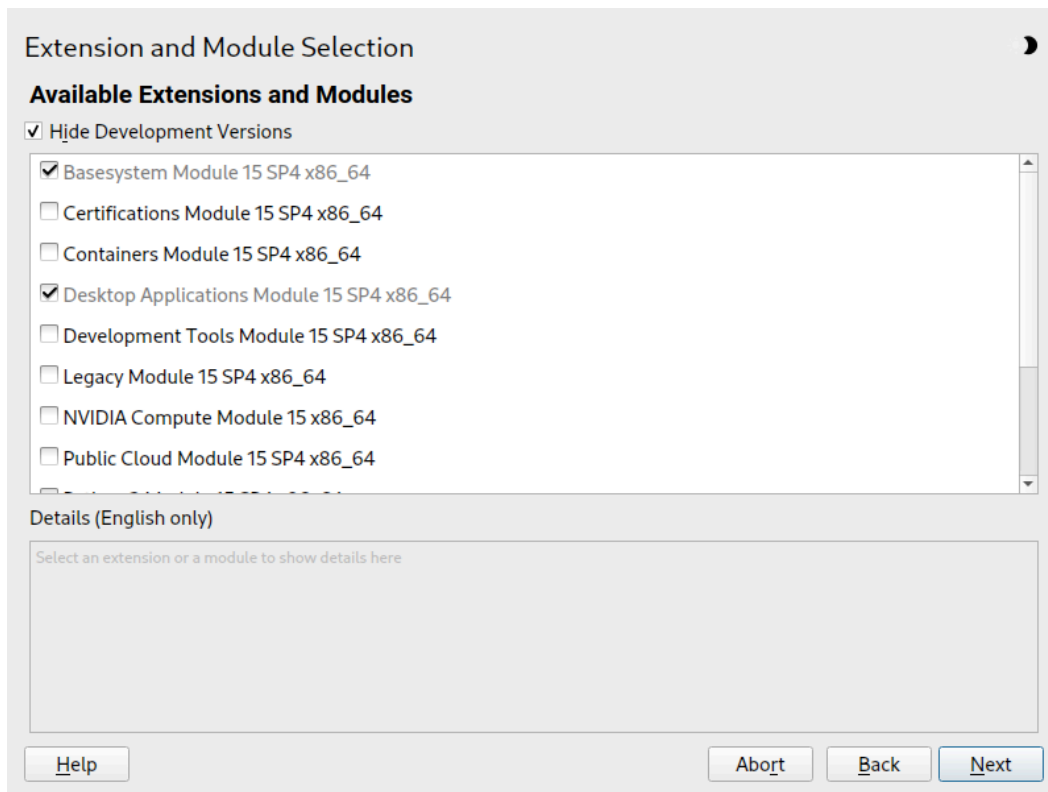 Extension and Module Selection
Available Extensions and Modules
Hide Development Versions
Basesystem Module 15 SP4 x86_64
Certifications Module 15 SP4 x86_64
Containers Module 15 SP4 x86_64
Desktop Applications Module 15 SP4 x86_64
Development Tools Module 15 SP4 x86_64
Legacy Module 15 SP4 x86_64
NVIDIA Compute Module 15 x86_64
Public Cloud Module 15 SP4 x86_64
Details (English only)
Select an extension or a module to show details here
Help Abort Back Next